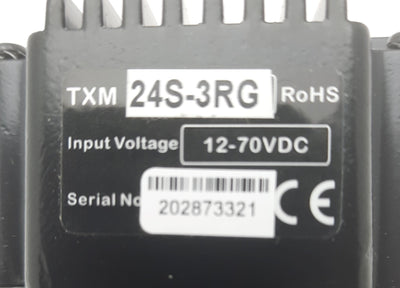 TXM 24S-3RG RoHS
Input Voltage 12-70VDC
Serial No
202873321 CE